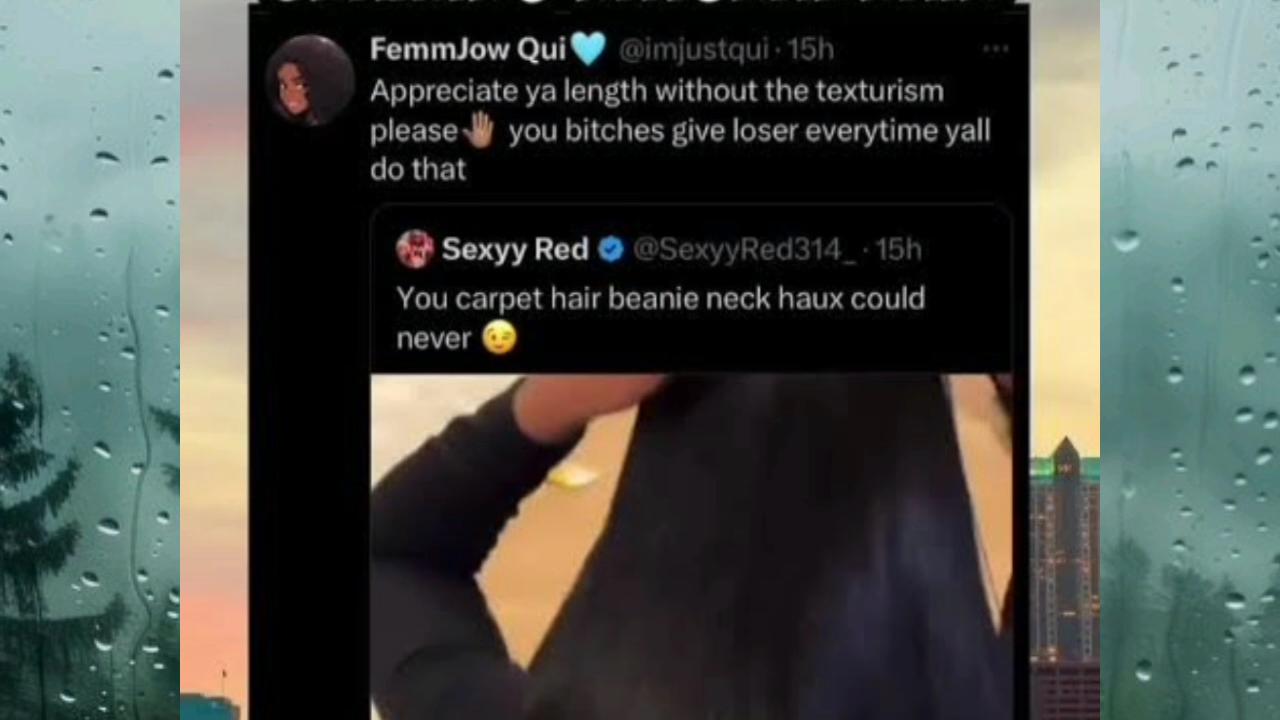 FemmJow Qui🩵 @imjustqui · 15h
Appreciate ya length without the texturism
please🤚🏽 you bitches give loser everytime yall
do that
Sexyy Red @SexyyRed314_ · 15h
You carpet hair beanie neck haux could
never 😉